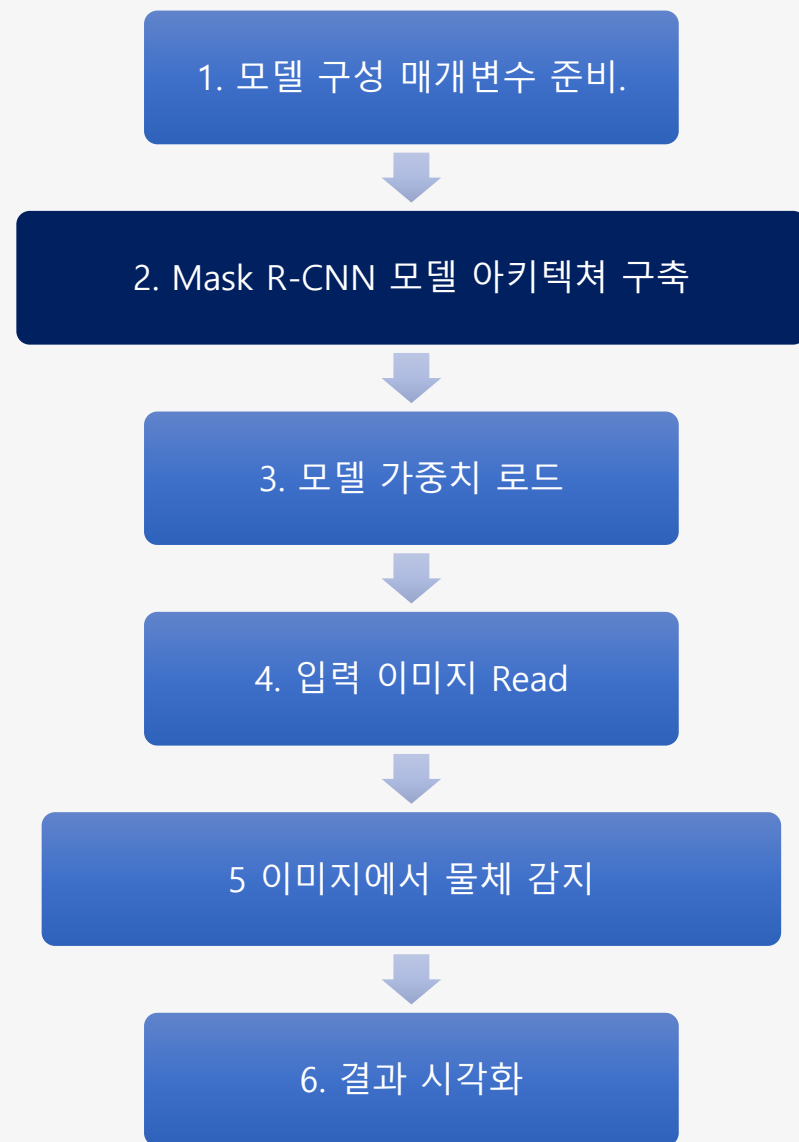 1. 모델 구성 매개변수 준비.
2. Mask R-CNN 모델 아키텍쳐 구축
3. 모델 가중치 로드
4. 입력 이미지 Read
5 이미지에서 물체 감지
6. 결과 시각화